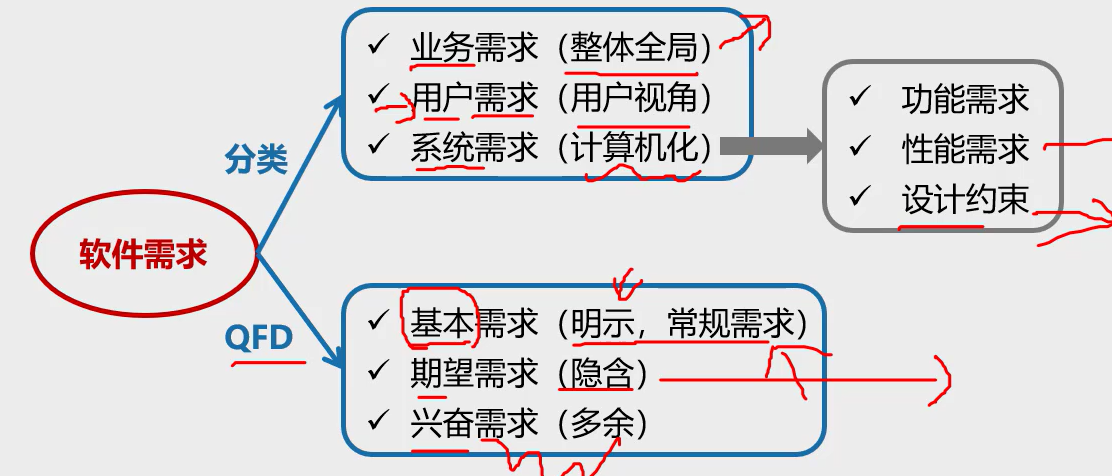 业务需求（整体全局）
用户需求（用户视角）
系统需求（计算机化）
功能需求
性能需求
设计约束
分类
软件需求
QFD
基本需求（明示，常规需求）
期望需求（隐含）
兴奋需求（多余）